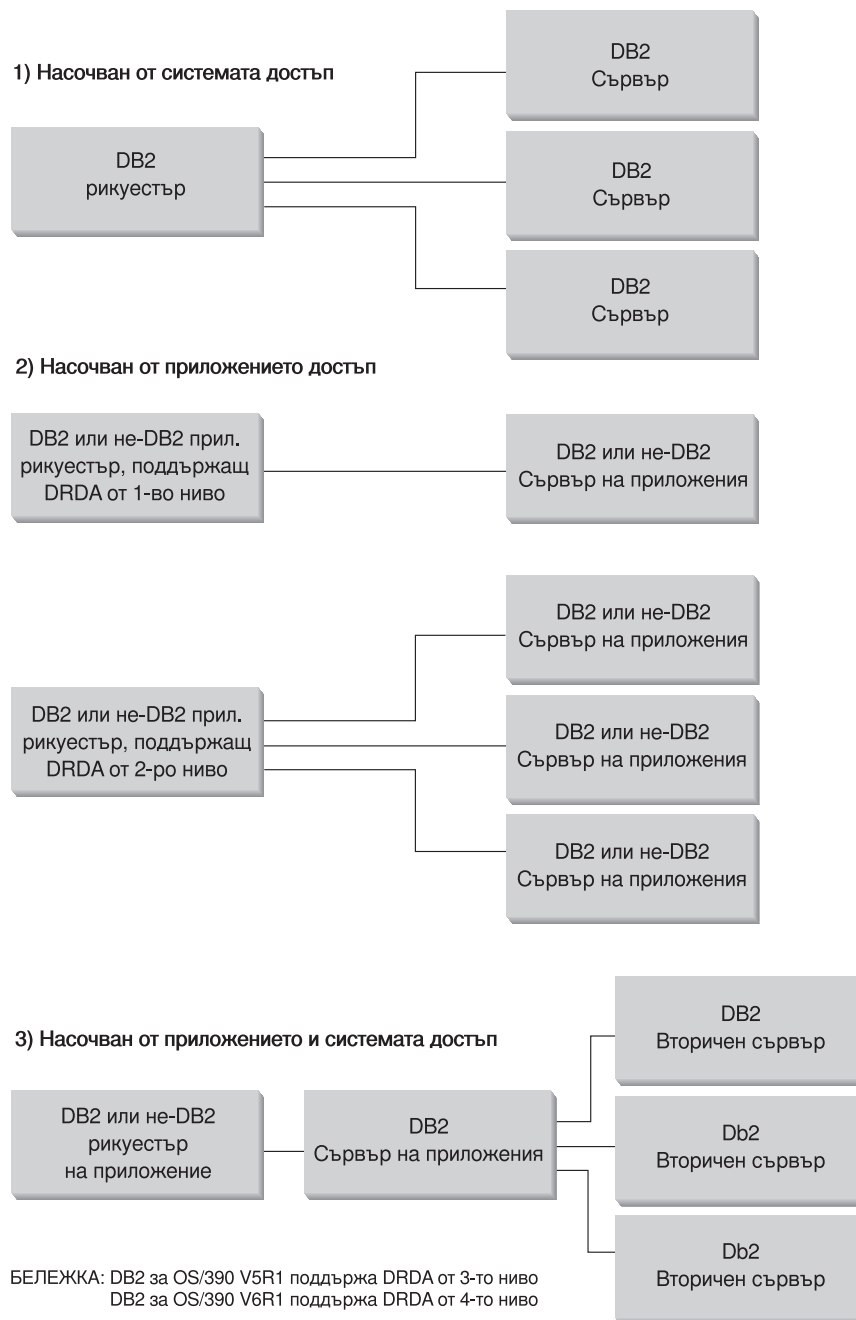 1) Насочван от системата достъп
DB2
рикуестър
DB2
Сървър
DB2
Сървър
DB2
Сървър
2) Насочван от приложението достъп
DB2 или не-DB2 прил.
рикуестър, поддържащ
DRDA от 1-во ниво
DB2 или не-DB2
Сървър на приложения
DB2 или не-DB2 прил.
рикуестър, поддържащ
DRDA от 2-ро ниво
DB2 или не-DB2
Сървър на приложения
DB2 или не-DB2
Сървър на приложения
DB2 или не-DB2
Сървър на приложения
3) Насочван от приложението и системата достъп
DB2 или не-DB2
рикуестър
на приложение
DB2
Сървър на приложения
DB2
Вторичен сървър
Db2
Вторичен сървър
Db2
Вторичен сървър
БЕЛЕЖКА: DB2 за OS/390 V5R1 поддържа DRDA от 3-то ниво
DB2 за OS/390 V6R1 поддържа DRDA от 4-то ниво